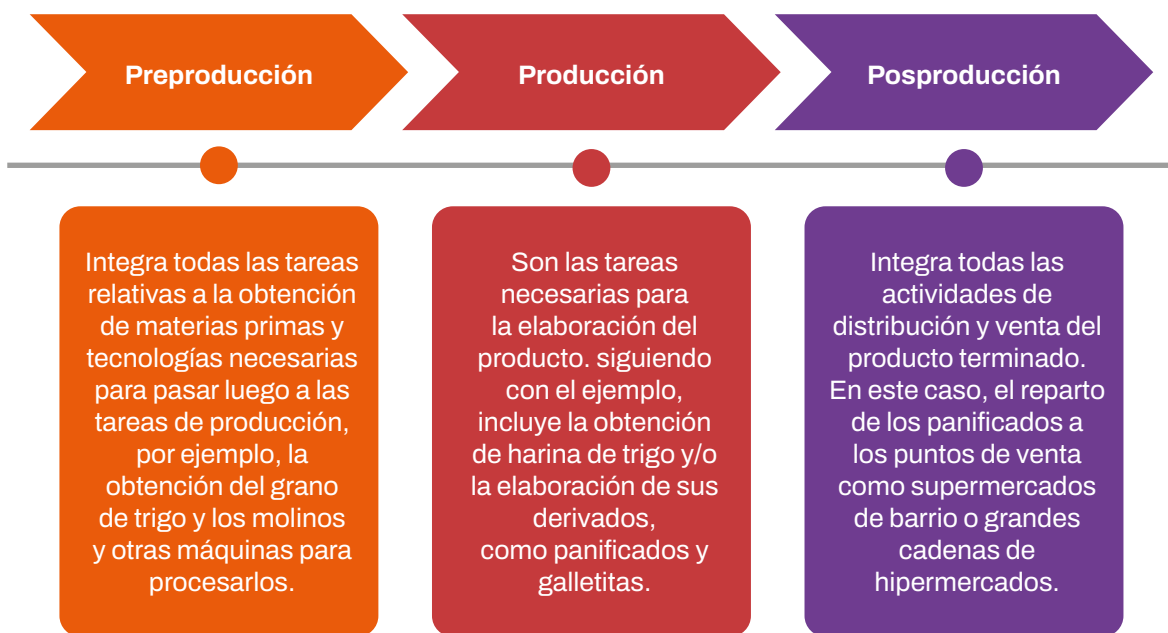 Preproducción
Producción
Posproducción
Integra todas las tareas
relativas a la obtención
de materias primas y
tecnologías necesarias
para pasar luego a las
tareas de producción,
por ejemplo, la
obtención del grano
de trigo y los molinos
y otras máquinas para
procesarlos.
Son las tareas
necesarias para
la elaboración del
producto. siguiendo
con el ejemplo,
incluye la obtención
de harina de trigo y/o
la elaboración de sus
derivados,
como panificados y
galletitas.
Integra todas las
actividades de
distribución y venta del
producto terminado.
En este caso, el reparto
de los panificados a
los puntos de venta
como supermercados
de barrio o grandes
cadenas de
hipermercados.